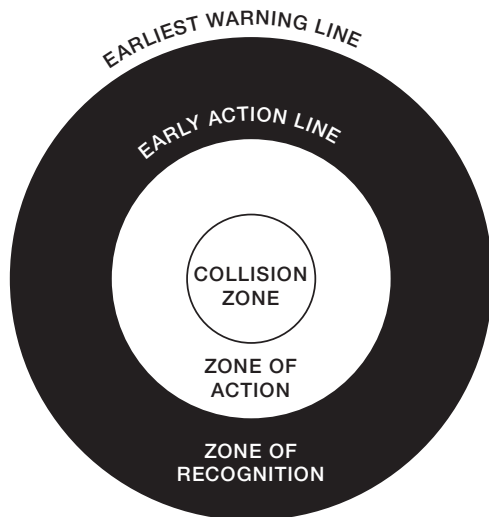 EARLIEST WARNING LINE
EARLY ACTION LINE
COLLISION
ZONE
ZONE OF
ACTION
ZONE OF
RECOGNITION